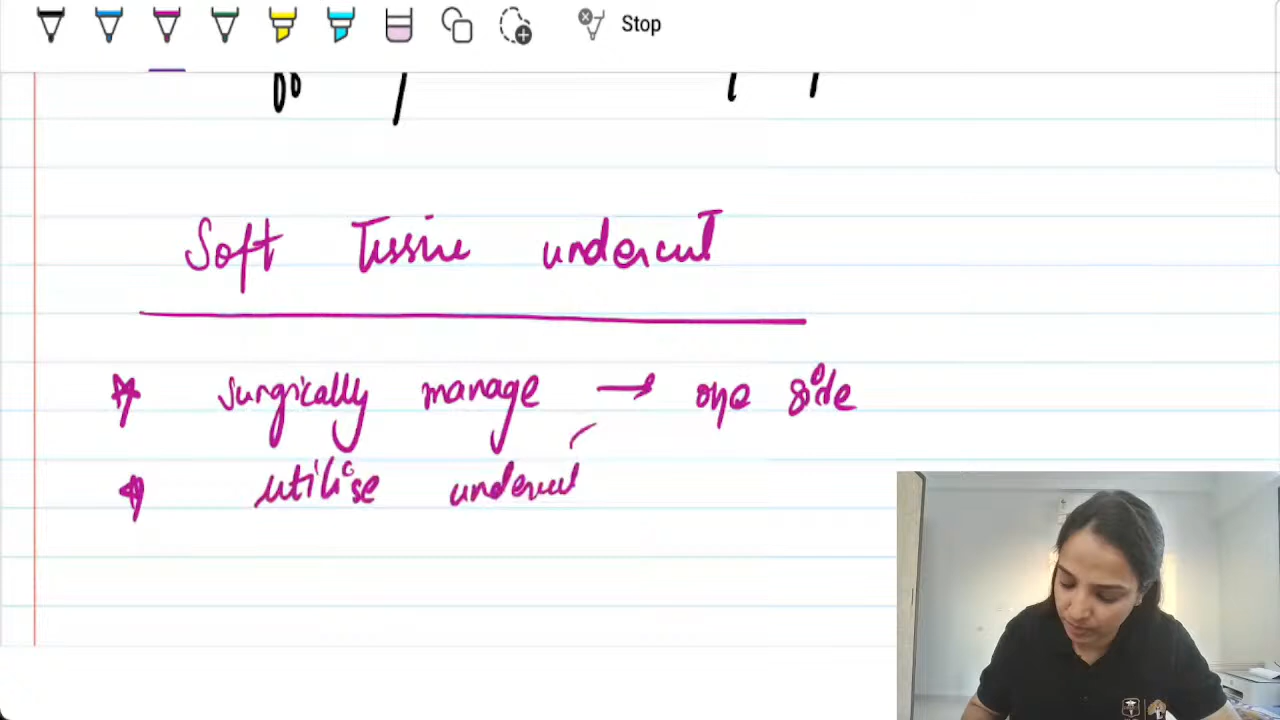 Stop
Soft Tissue undercut
surgically manage → one side
utilise undercut